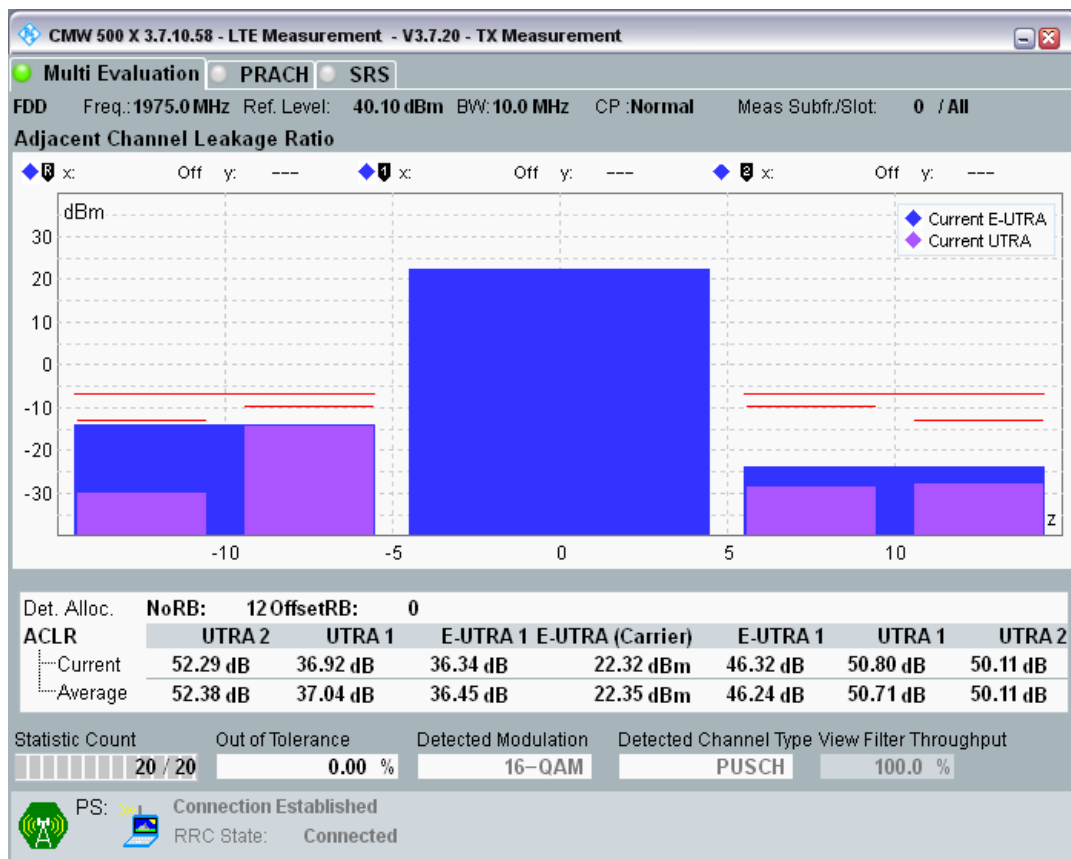 CMW 500 X 3.7.10.58 - LTE Measurement - V3.7.20 - TX Measurement
Multi Evaluation PRACH SRS
FDD Freq.:1975.0 MHz Ref. Level: 40.10 dBm BW:10.0 MHz CP :Normal Meas Subfr./Slot: 0 / All
Adjacent Channel Leakage Ratio
R x: Off y: --- 1 x: Off y: --- 2 x: Off y: ---
dBm
Current E-UTRA
Current UTRA
30
20
10
0
-10
-20
-30
z
-10 -5 0 5 10
Det. Alloc. NoRB: 12 OffsetRB: 0
ACLR UTRA 2 UTRA 1 E-UTRA 1 E-UTRA (Carrier) E-UTRA 1 UTRA 1 UTRA 2
Current 52.29 dB 36.92 dB 36.34 dB 22.32 dBm 46.32 dB 50.80 dB 50.11 dB
Average 52.38 dB 37.04 dB 36.45 dB 22.35 dBm 46.24 dB 50.71 dB 50.11 dB
Statistic Count Out of Tolerance Detected Modulation Detected Channel Type View Filter Throughput
20 / 20 0.00 % 16-QAM PUSCH 100.0 %
PS: Connection Established
RRC State: Connected